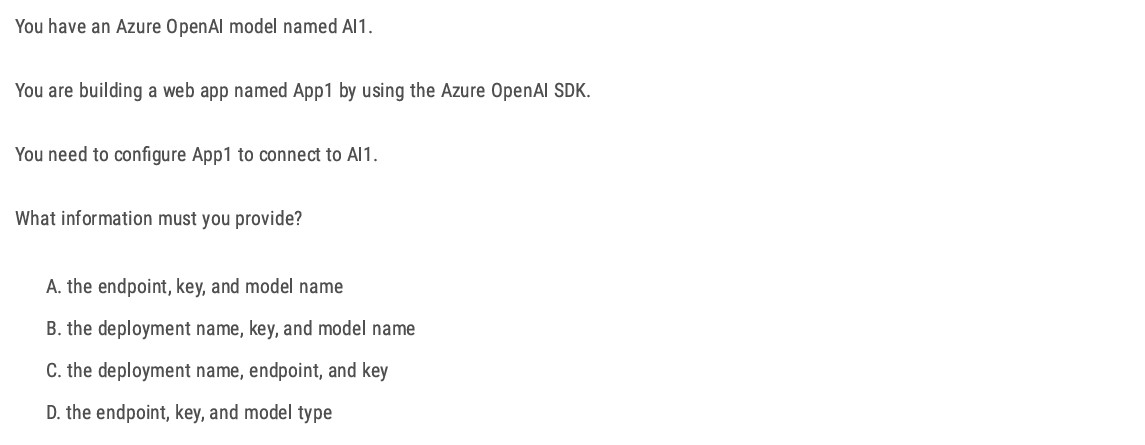 You have an Azure OpenAI model named AI1.
You are building a web app named App1 by using the Azure OpenAI SDK.
You need to configure App1 to connect to AI1.
What information must you provide?
A. the endpoint, key, and model name
B. the deployment name, key, and model name
C. the deployment name, endpoint, and key
D. the endpoint, key, and model type